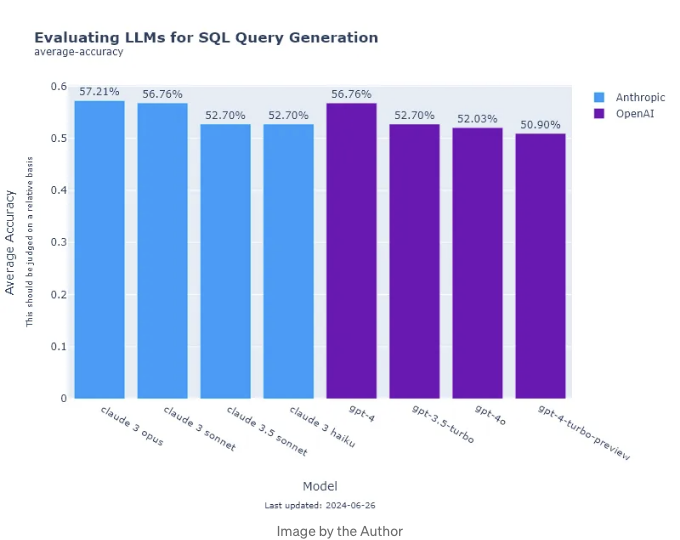 Evaluating LLMs for SQL Query Generation
average-accuracy
Average Accuracy
This should be judged on a relative basis
0.6
0.5
0.4
0.3
0.2
0.1
0
57.21%
56.76%
52.70%
52.70%
56.76%
52.70%
52.03%
50.90%
Anthropic
OpenAI
claude 3 opus
claude 3 sonnet
claude 3.5 sonnet
claude 3 haiku
gpt-4
gpt-3.5-turbo
gpt-4o
gpt-4-turbo-preview
Model
Last updated: 2024-06-26
Image by the Author